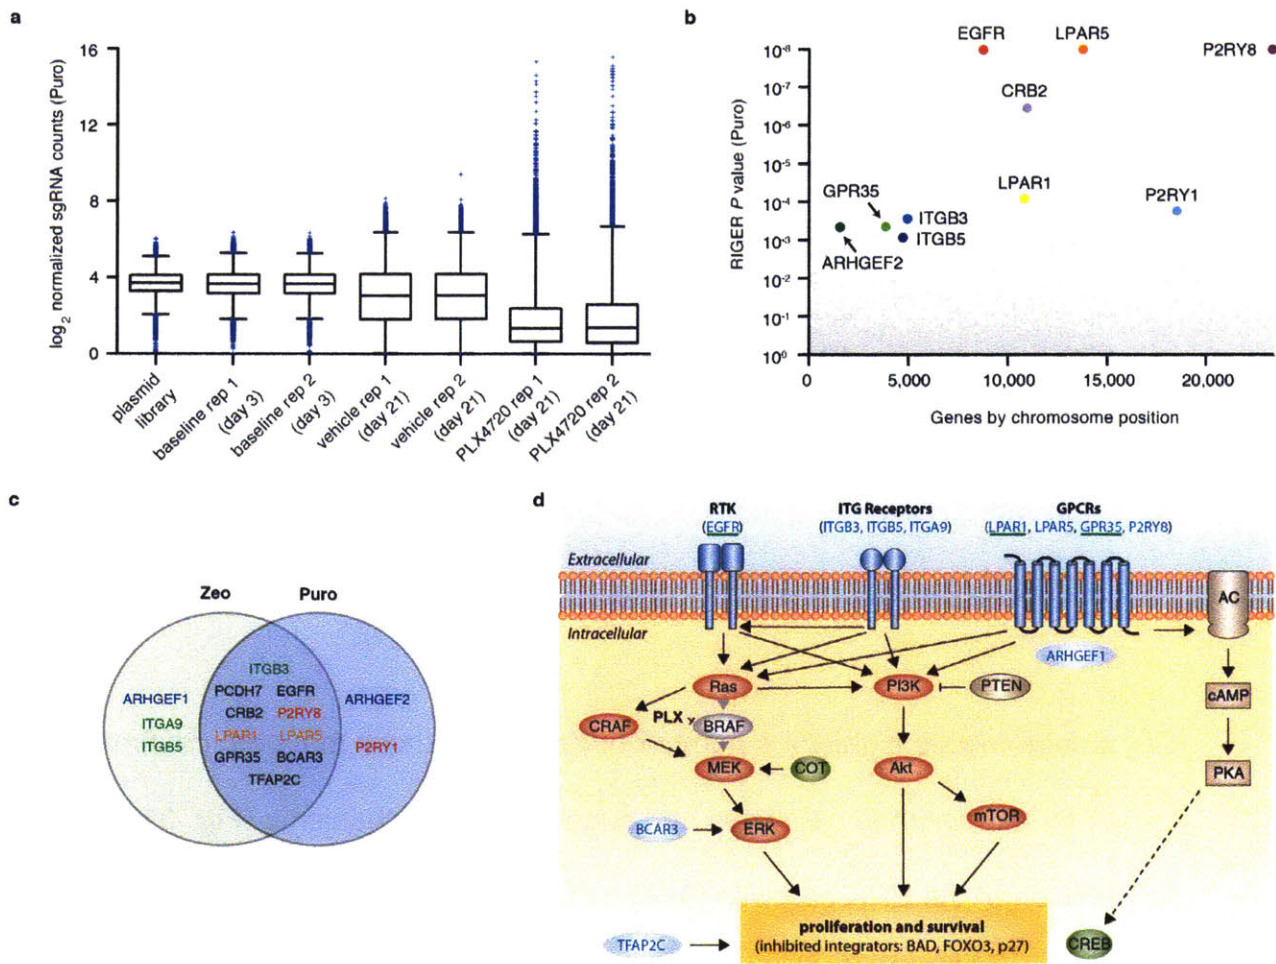 a
log2 normalized sgRNA counts (Puro)
16
12
8
4
0
plasmid
library
baseline rep 1
(day 3)
baseline rep 2
(day 3)
vehicle rep 1
(day 21)
vehicle rep 2
(day 21)
PLX4720 rep 1
(day 21)
PLX4720 rep 2
(day 21)
b
RIGER P value (Puro)
10-8
10-7
10-6
10-5
10-4
10-3
10-2
10-1
100
EGFR
LPAR5
P2RY8
CRB2
LPAR1
P2RY1
GPR35
ITGB3
ITGB5
ARHGEF2
0
5,000
10,000
15,000
20,000
Genes by chromosome position
c
Zeo
Puro
ITGB3
PCDH7 EGFR
ARHGEF1
ARHGEF2
CRB2 P2RY8
ITGA9
LPAR1 LPAR5
ITGB5
P2RY1
GPR35 BCAR3
TFAP2C
d
RTK
(EGFR)
ITG Receptors
(ITGB3, ITGB5, ITGA9)
GPCRs
(LPAR1, LPAR5, GPR35, P2RY8)
Extracellular
Intracellular
AC
ARHGEF1
Ras
PI3K
PTEN
cAMP
CRAF
PLX
BRAF
MEK
COT
Akt
PKA
BCAR3
ERK
mTOR
proliferation and survival
(inhibited integrators: BAD, FOXO3, p27)
TFAP2C
CREB